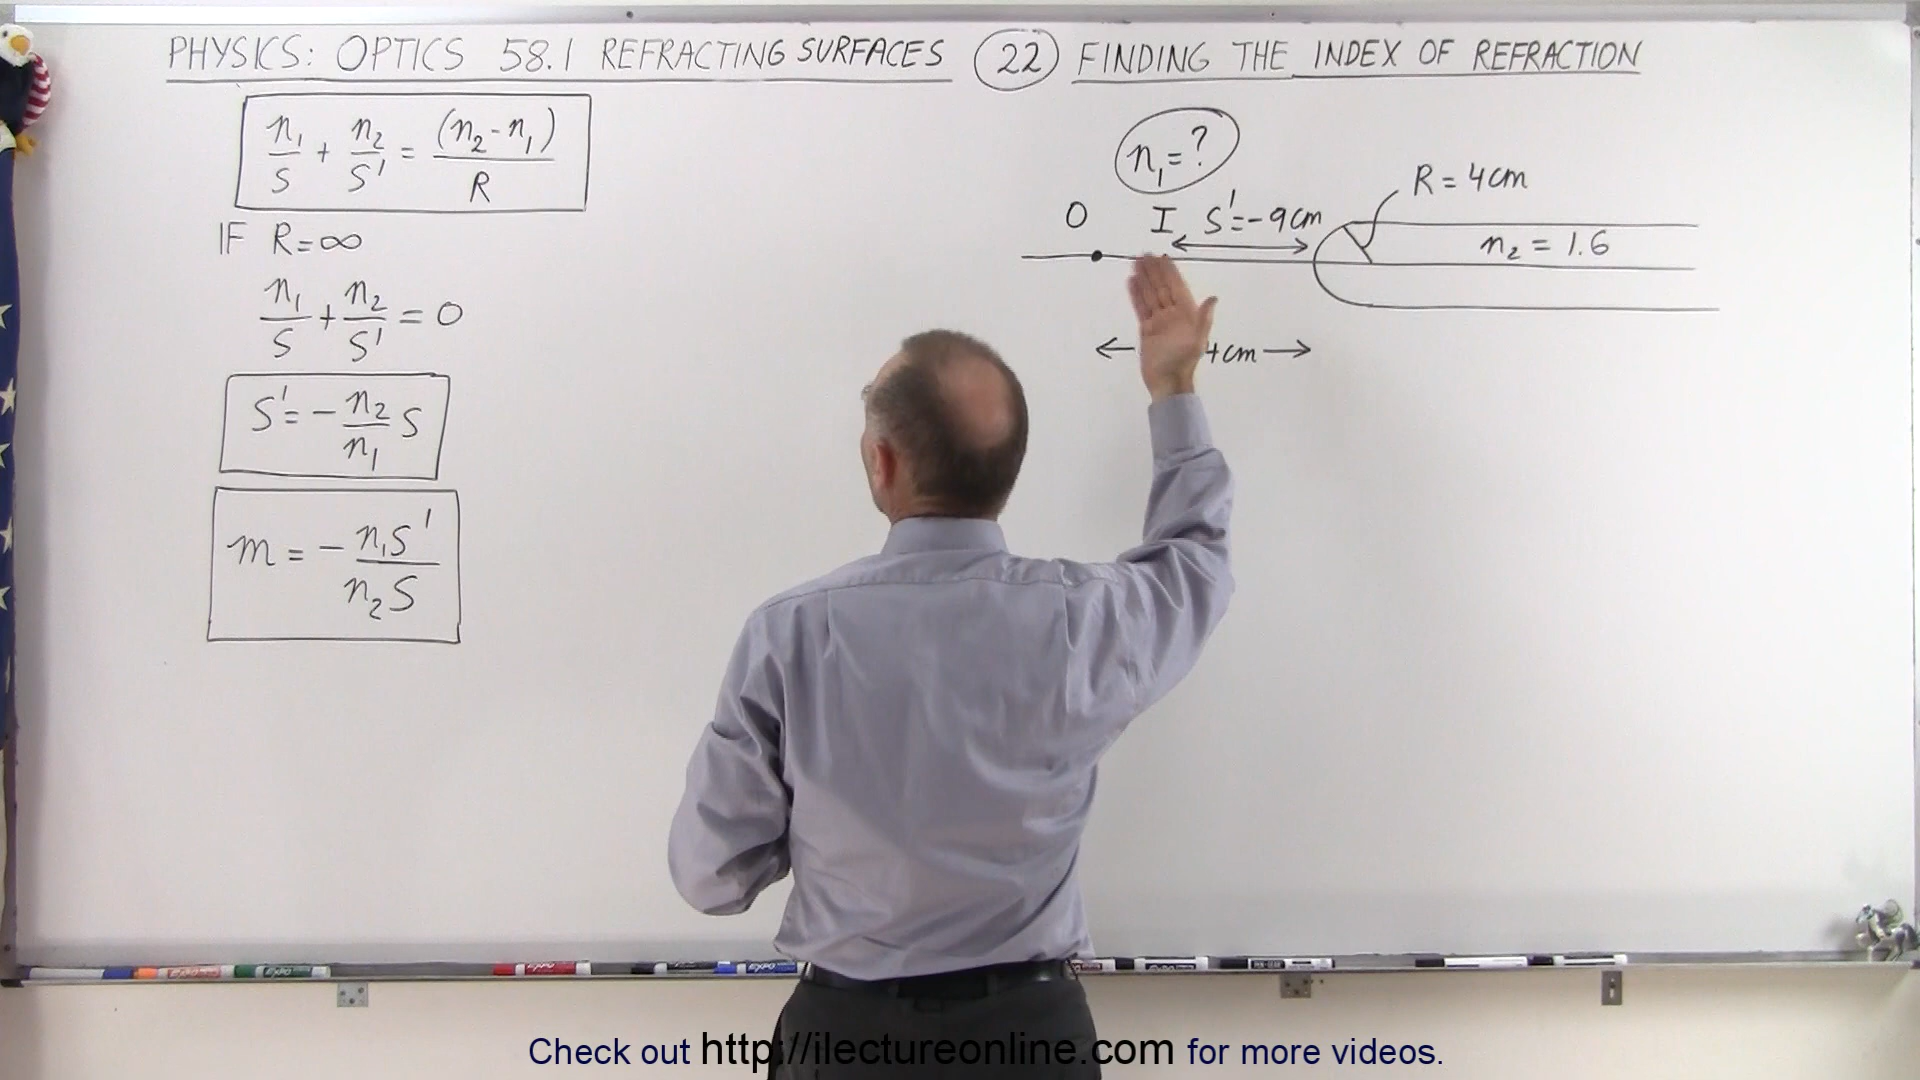 PHYSICS: OPTICS 58.1 REFRACTING SURFACES (22) FINDING THE INDEX OF REFRACTION
n₁/S + n₂/S' = (n₂-n₁)/R
IF R=∞
n₁/S + n₂/S' = 0
S' = - n₂/n₁ S
m = - n₁S'/n₂S
n₁ = ?
R = 4cm
O I S'=-9cm
n₂ = 1.6
4cm
Check out http://ilectureonline.com for more videos.